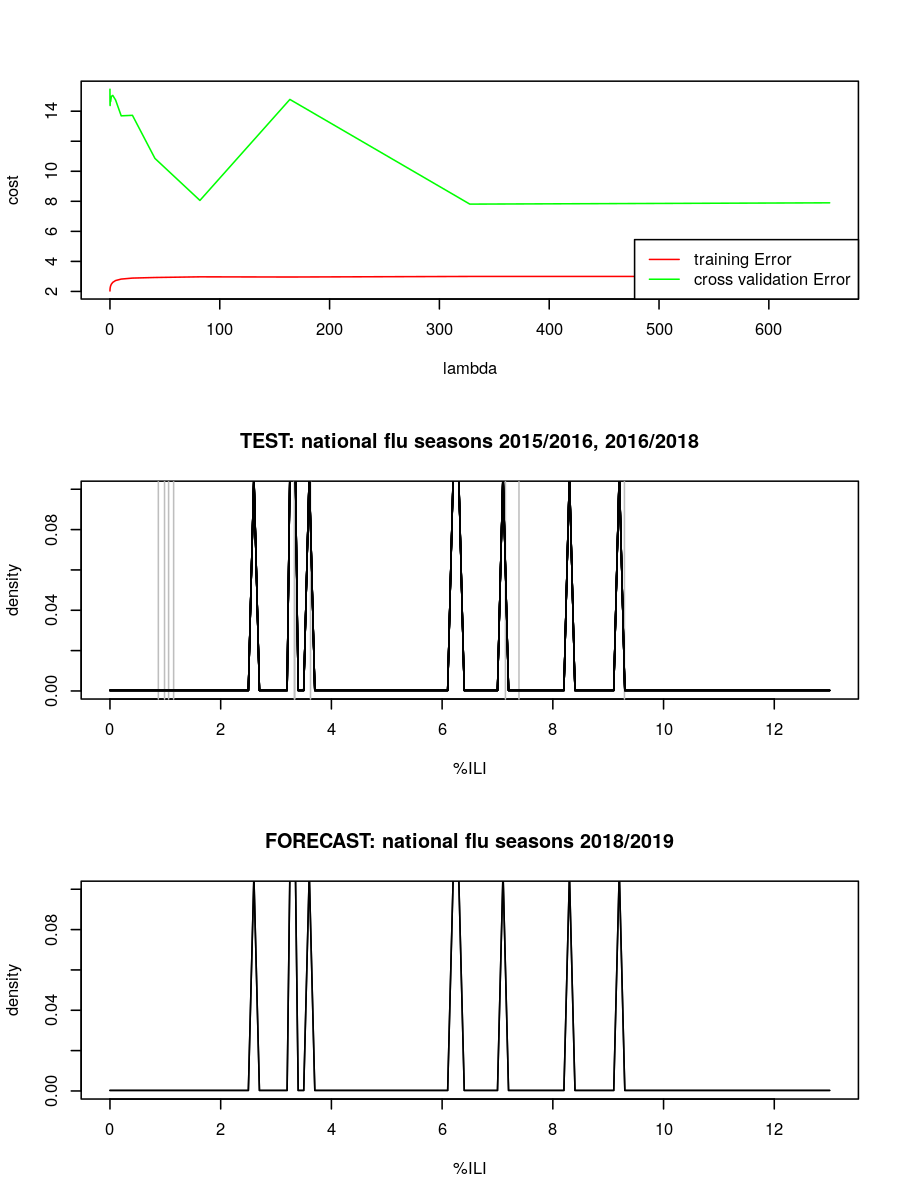 14
10
8
6
4
2
cost
training Error
cross validation Error
0 100 200 300 400 500 600
lambda
TEST: national flu seasons 2015/2016, 2016/2018
0.08
0.04
0.00
density
0 2 4 6 8 10 12
%ILI
FORECAST: national flu seasons 2018/2019
0.08
0.04
0.00
density
0 2 4 6 8 10 12
%ILI